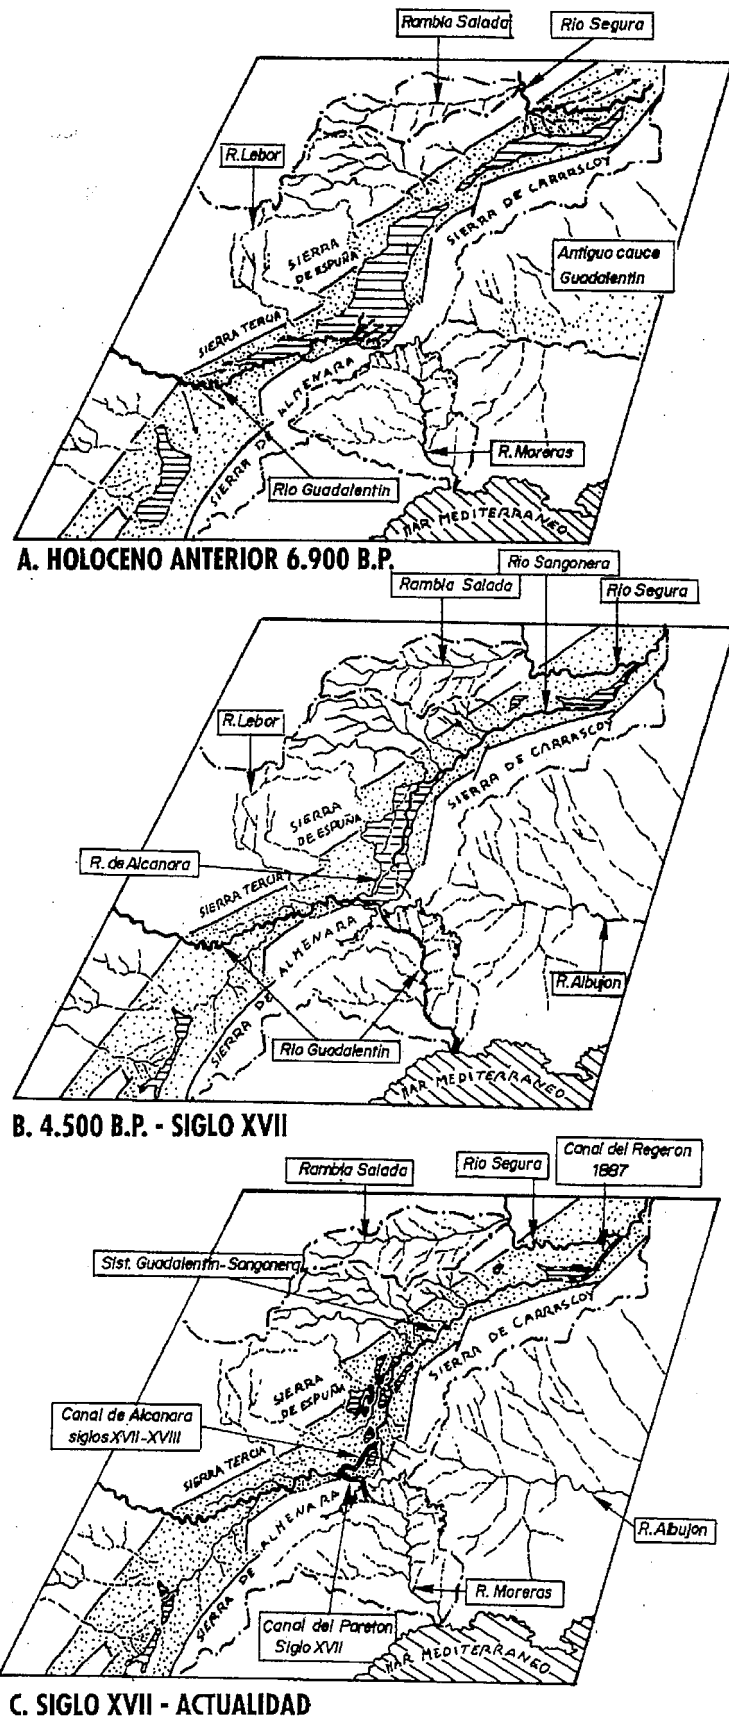 Rambla Salada
Rio Segura
R. Lebor
SIERRA DE CARRASCOY
SIERRA
DE ESPUÑA
Antiguo cauce
Guadalentin
SIERRA TERCIA
SIERRA DE ALMENARA
R. Moreras
Rio Guadalentin
MAR MEDITERRANEO
A. HOLOCENO ANTERIOR 6.900 B.P.
Rio Sangonera
Rambla Salada
Rio Segura
R. Lebor
SIERRA DE CARRASCOY
SIERRA
DE ESPUÑA
R. de Alcanara
SIERRA TERCIA
SIERRA DE ALMENARA
R. Albujon
Rio Guadalentin
MAR MEDITERRANEO
B. 4.500 B.P. - SIGLO XVII
Canal del Regeron
1887
Rambla Salada
Rio Segura
Sist. Guadalentin-Sangonera
SIERRA DE CARRASCOY
SIERRA
DE ESPUÑA
Canal de Alcanara
siglos XVII-XVIII
SIERRA TERCIA
SIERRA DE ALMENARA
R. Albujon
R. Moreras
Canal del Pareton
Siglo XVII
MAR MEDITERRANEO
C. SIGLO XVII - ACTUALIDAD